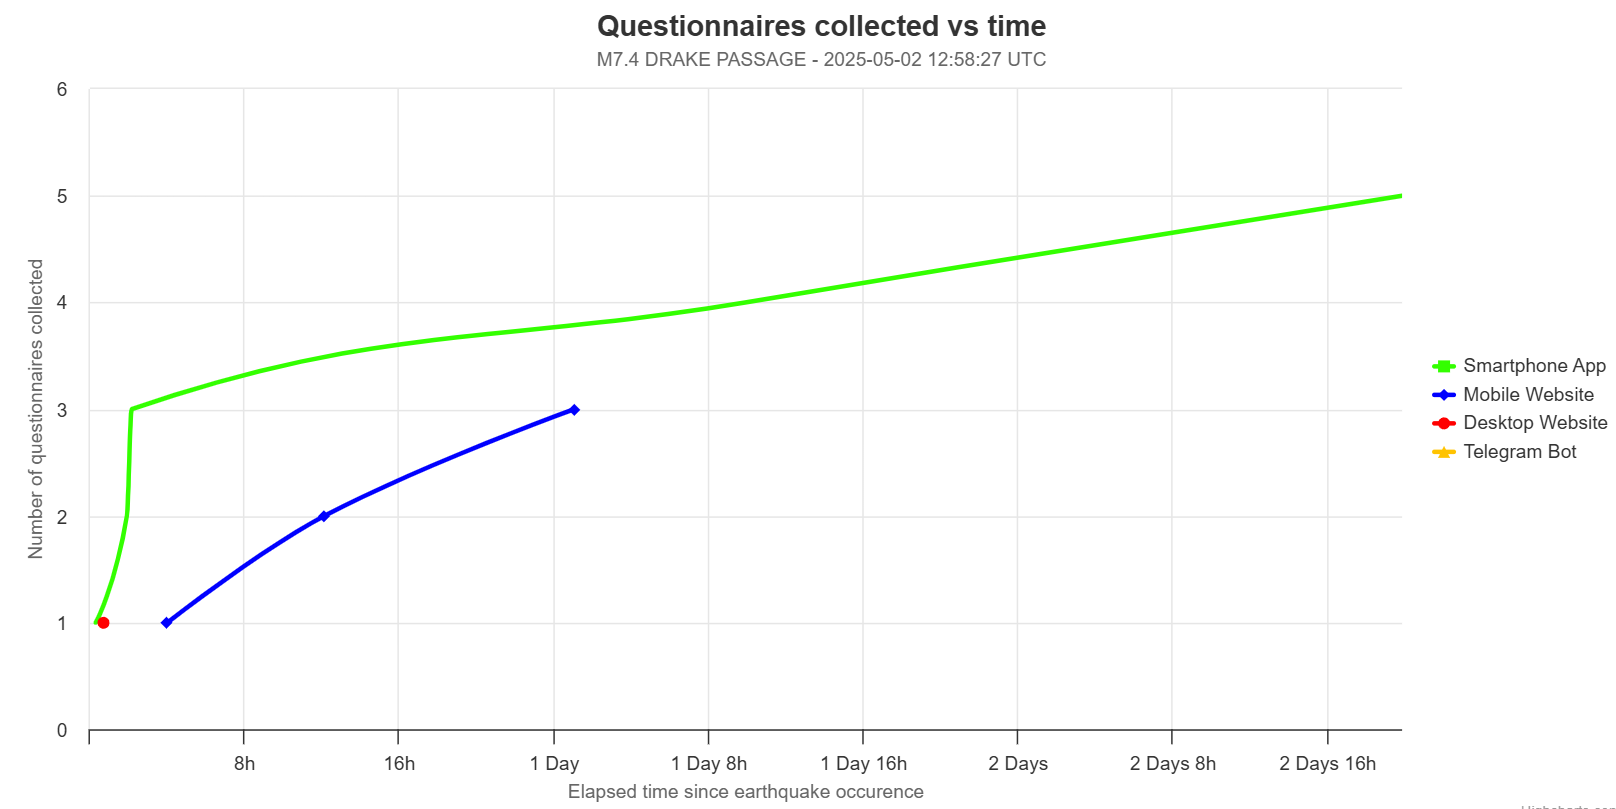 Questionnaires collected vs time
M7.4 DRAKE PASSAGE - 2025-05-02 12:58:27 UTC
Number of questionnaires collected
6
5
4
3
2
1
0
8h
16h
1 Day
1 Day 8h
1 Day 16h
2 Days
2 Days 8h
2 Days 16h
Elapsed time since earthquake occurence
Smartphone App
Mobile Website
Desktop Website
Telegram Bot